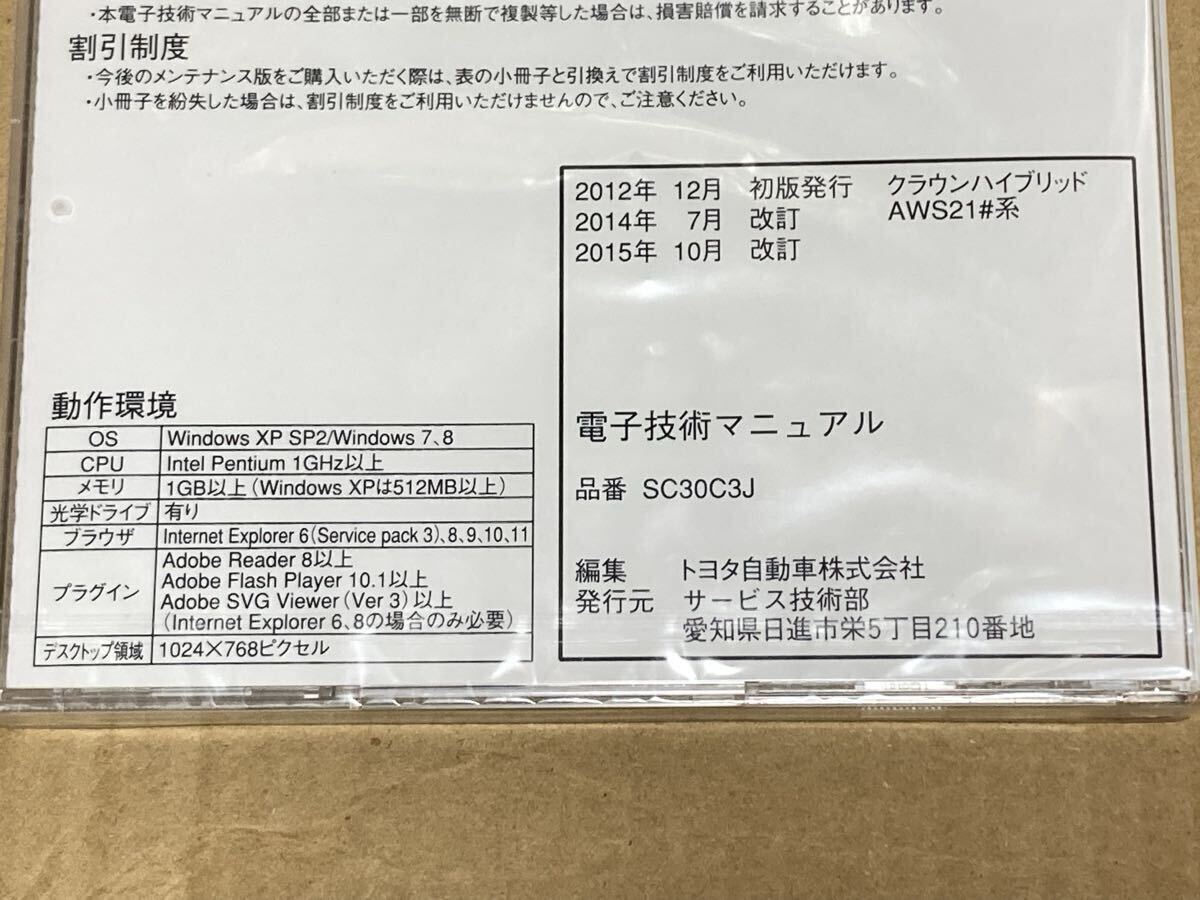 ・本電子技術マニュアルの全部または一部を無断で複製等した場合は、損害賠償を請求することがあります。
割引制度
・今後のメンテナンス版をご購入いただく際は、表の小冊子と引換えで割引制度をご利用いただけます。
・小冊子を紛失した場合は、割引制度をご利用いただけませんので、ご注意ください。
2012年 12月 初版発行 クラウンハイブリッド
2014年 7月 改訂 AWS21#系
2015年 10月 改訂
電子技術マニュアル
品番 SC30C3J
編集 トヨタ自動車株式会社
発行元 サービス技術部
愛知県日進市栄5丁目210番地
動作環境
OS Windows XP SP2/Windows 7、8
CPU Intel Pentium 1GHz以上
メモリ 1GB以上(Windows XPは512MB以上)
光学ドライブ 有り
ブラウザ Internet Explorer 6(Service pack 3)、8、9、10、11
プラグイン Adobe Reader 8以上
Adobe Flash Player 10.1以上
Adobe SVG Viewer(Ver 3)以上
(Internet Explorer 6、8の場合のみ必要)
デスクトップ領域 1024×768ピクセル